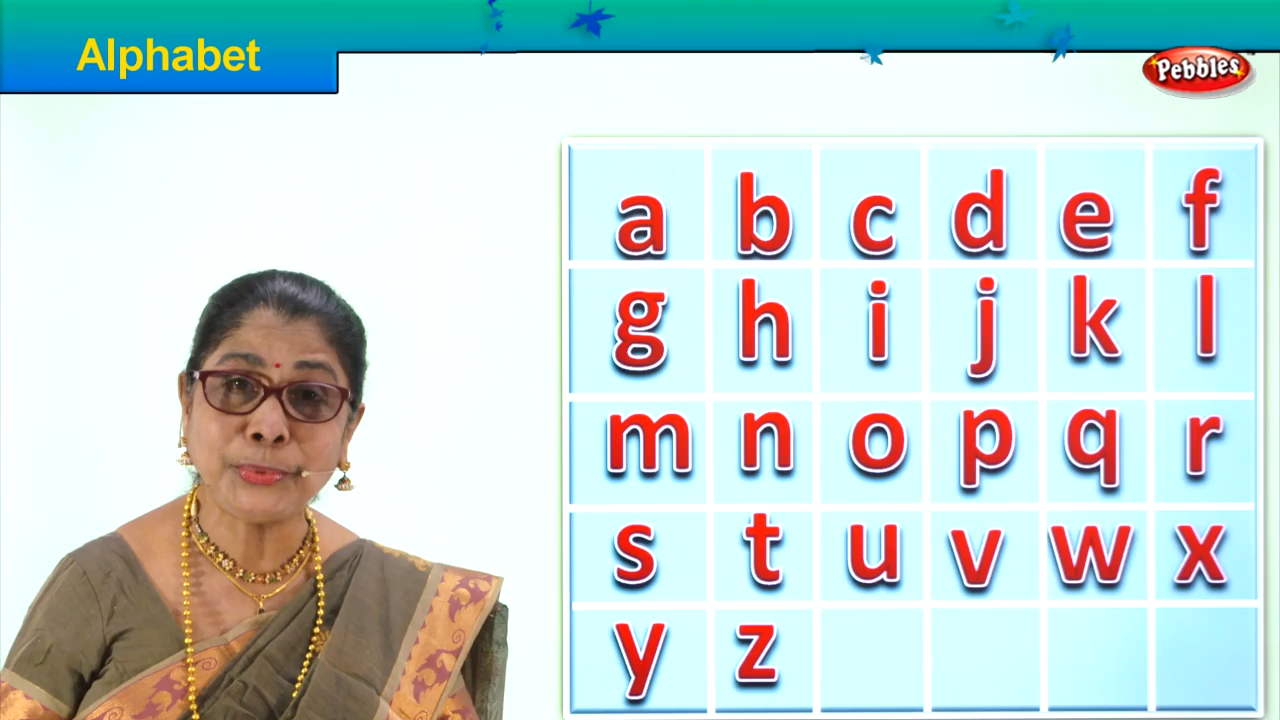 Alphabet
Pebbles
a b c d e f
g h i j k l
m n o p q r
s t u v w x
y z